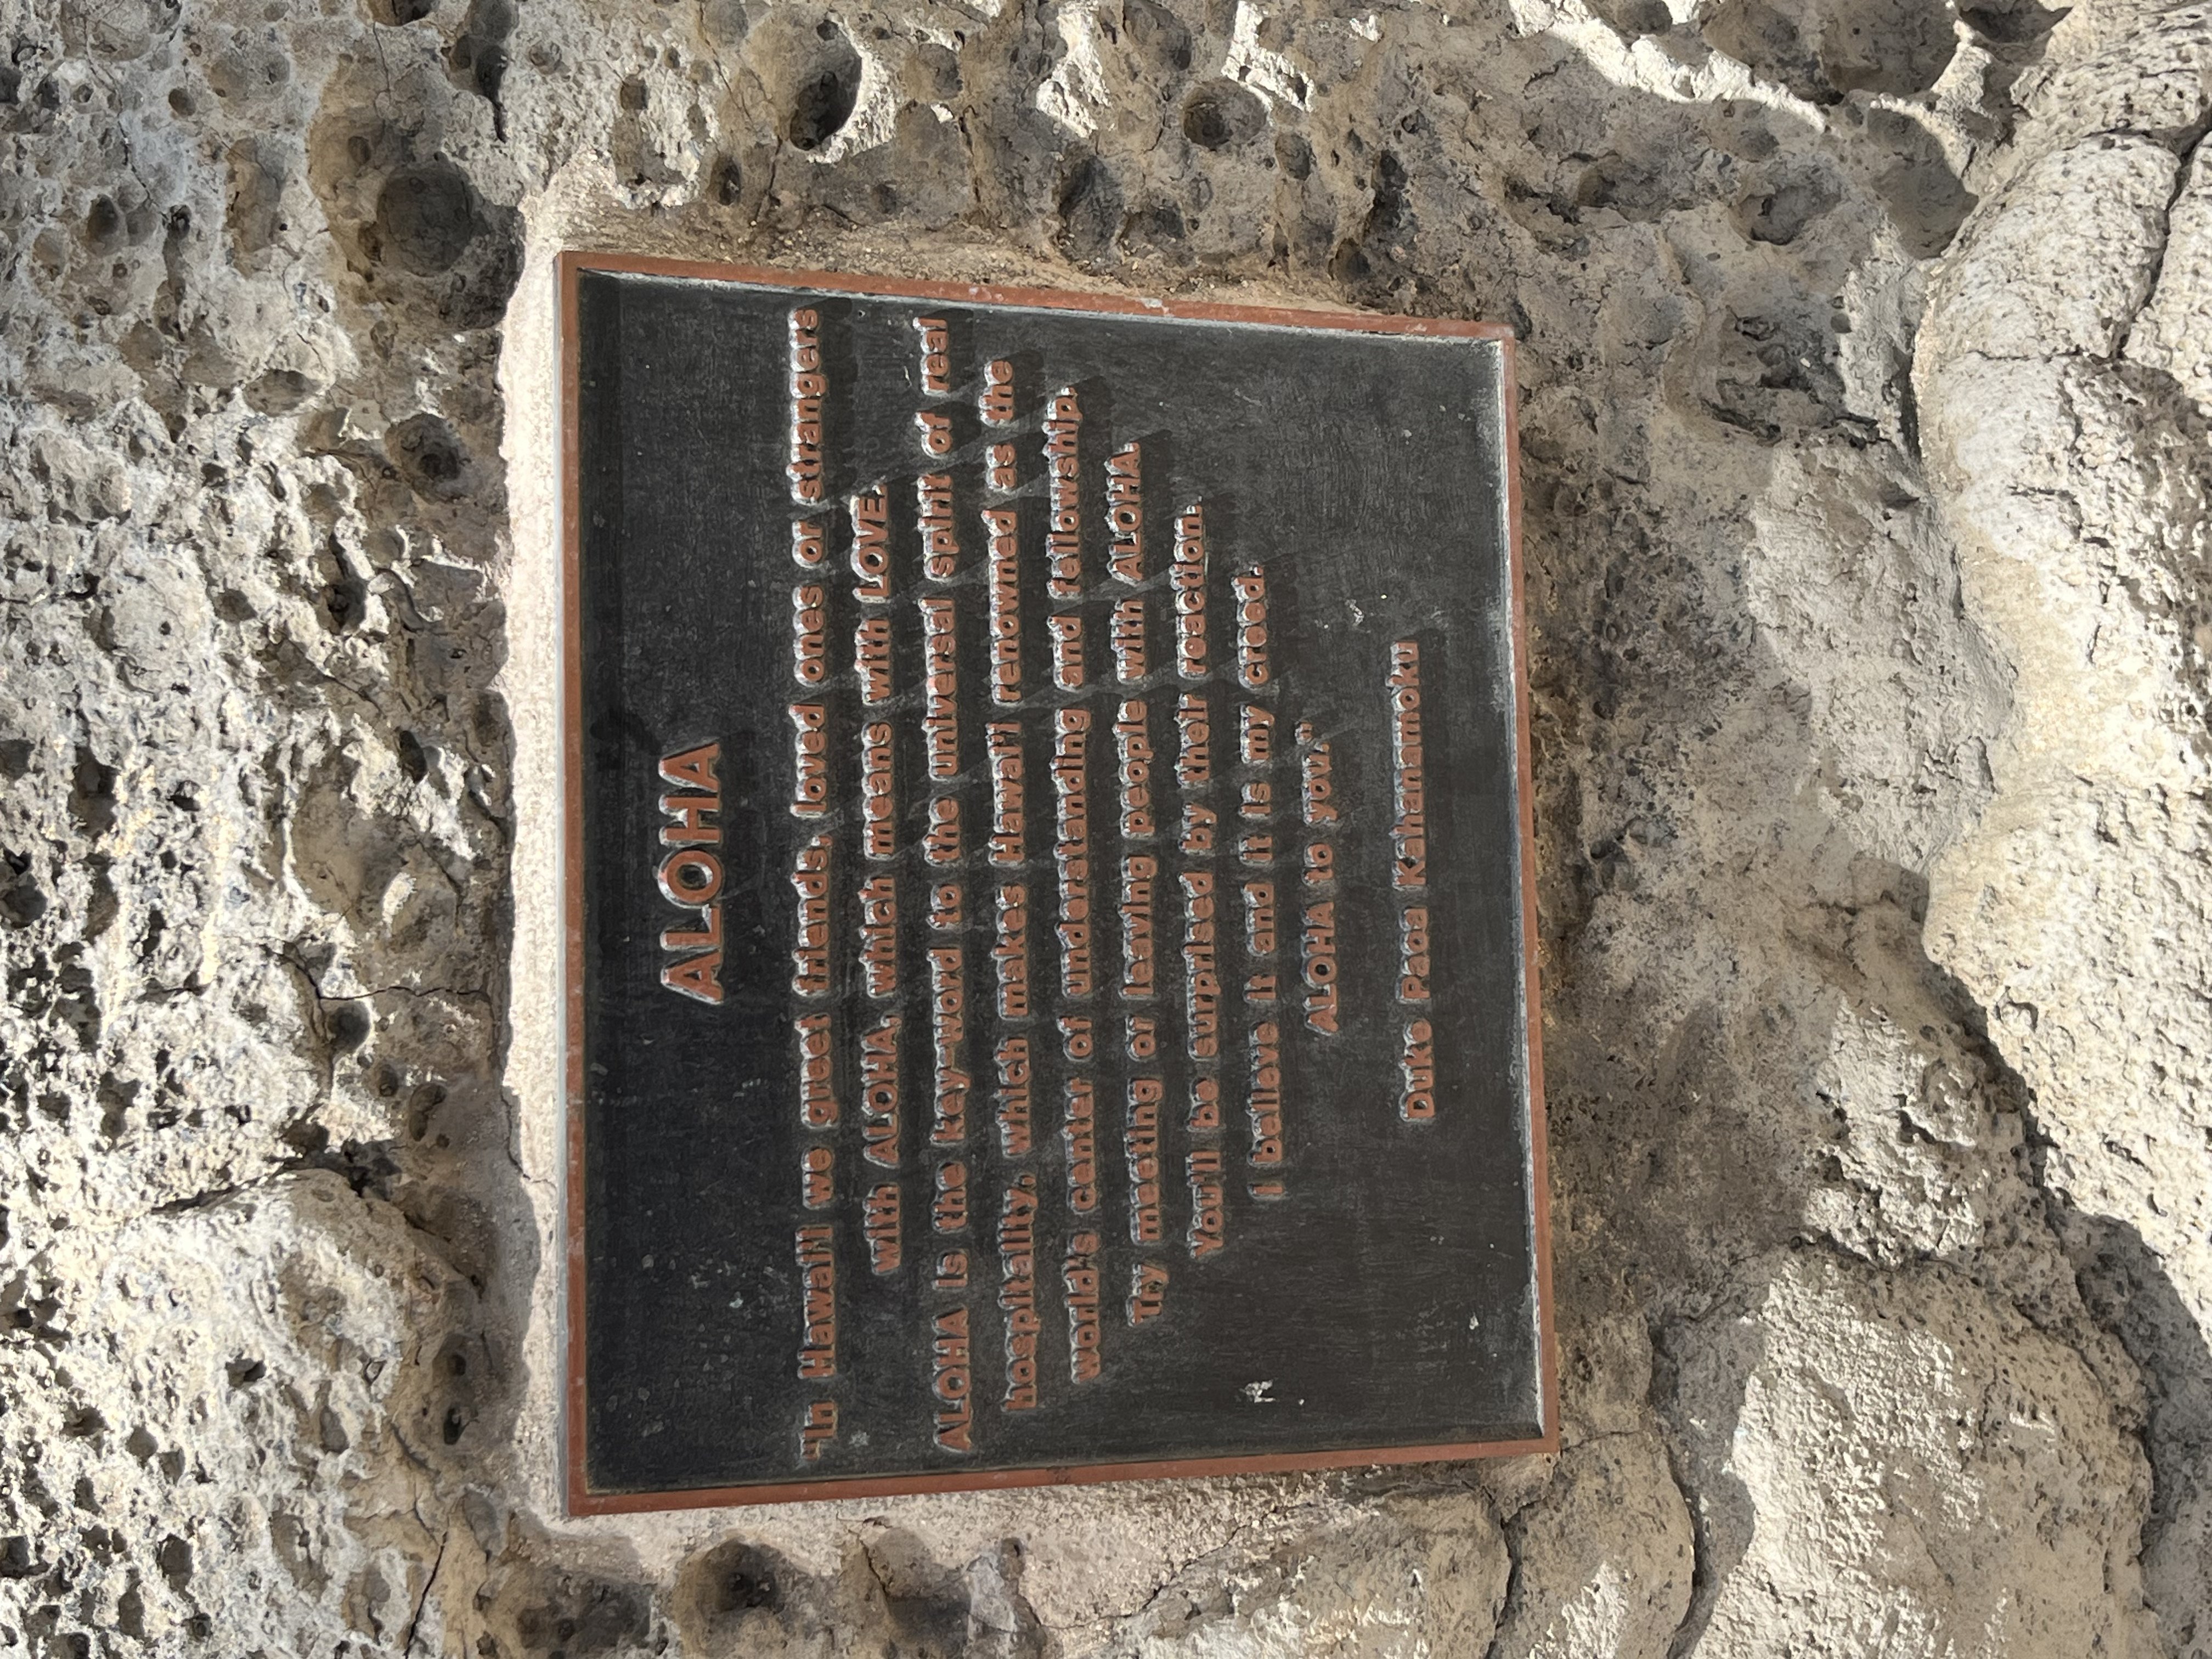 ALOHA
"In Hawaii we greet friends, loved ones or strangers
with ALOHA, which means with LOVE.
ALOHA is the key-word to the universal spirit of real
hospitality, which makes Hawaii renowned as the
world's center of understanding and fellowship.
Try meeting or leaving people with ALOHA.
You'll be surprised by their reaction.
I believe it and it is my creed.
ALOHA to you."
Duke Paoa Kahanamoku